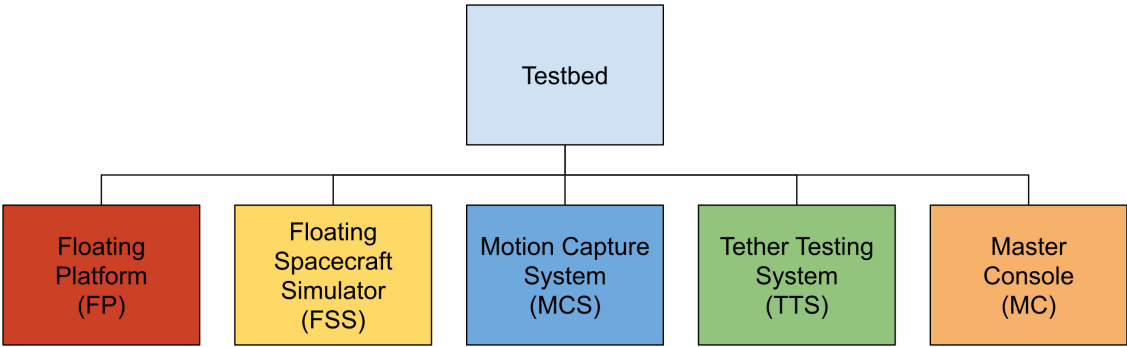 Testbed
Floating
Platform
(FP)
Floating
Spacecraft
Simulator
(FSS)
Motion Capture
System
(MCS)
Tether Testing
System
(TTS)
Master
Console
(MC)